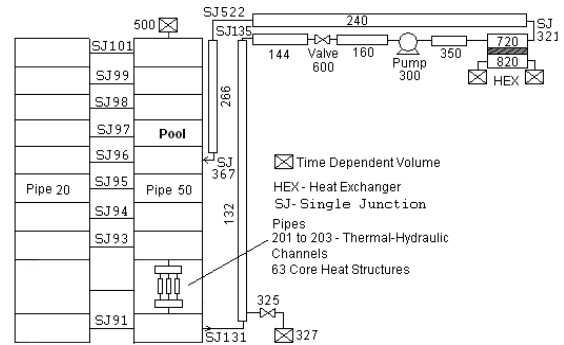 500
SJ522
240
SJ
321
SJ101
SJ135
144
Valve
600
160
Pump
300
350
720
820
HEX
SJ99
SJ98
266
SJ97
Pool
SJ96
SJ
367
Time Dependent Volume
Pipe 20
SJ95
Pipe 50
HEX - Heat Exchanger
SJ- Single Junction
SJ94
132
Pipes
201 to 203 - Thermal-Hydraulic
Channels
63 Core Heat Structures
SJ93
325
SJ91
SJ131
327